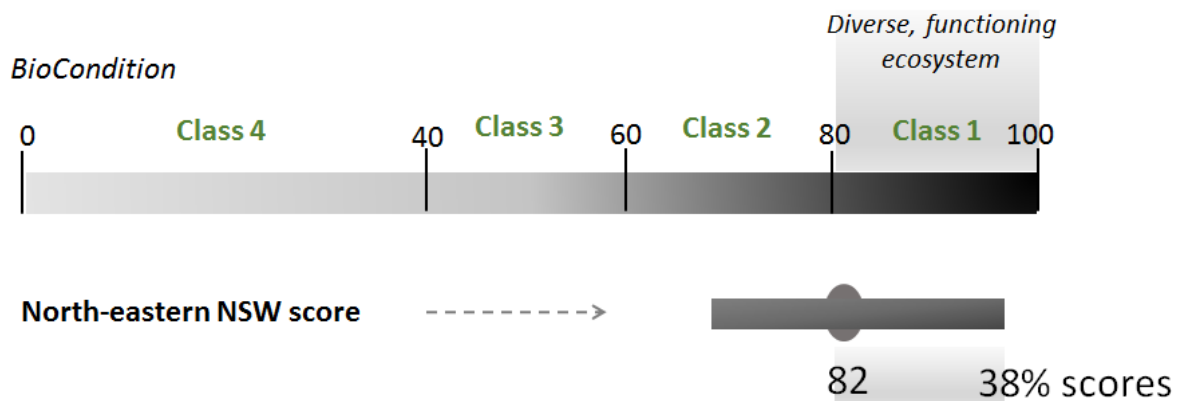 Diverse, functioning
ecosystem
BioCondition
0 Class 4 40 Class 3 60 Class 2 80 Class 1 100
North-eastern NSW score
82 38% scores